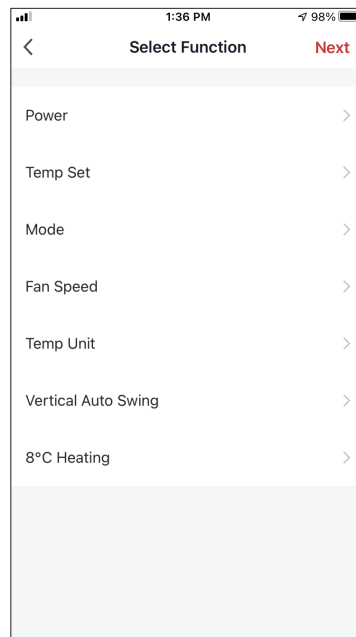 1:36 PM 98%
Select Function Next
Power
Temp Set
Mode
Fan Speed
Temp Unit
Vertical Auto Swing
8°C Heating